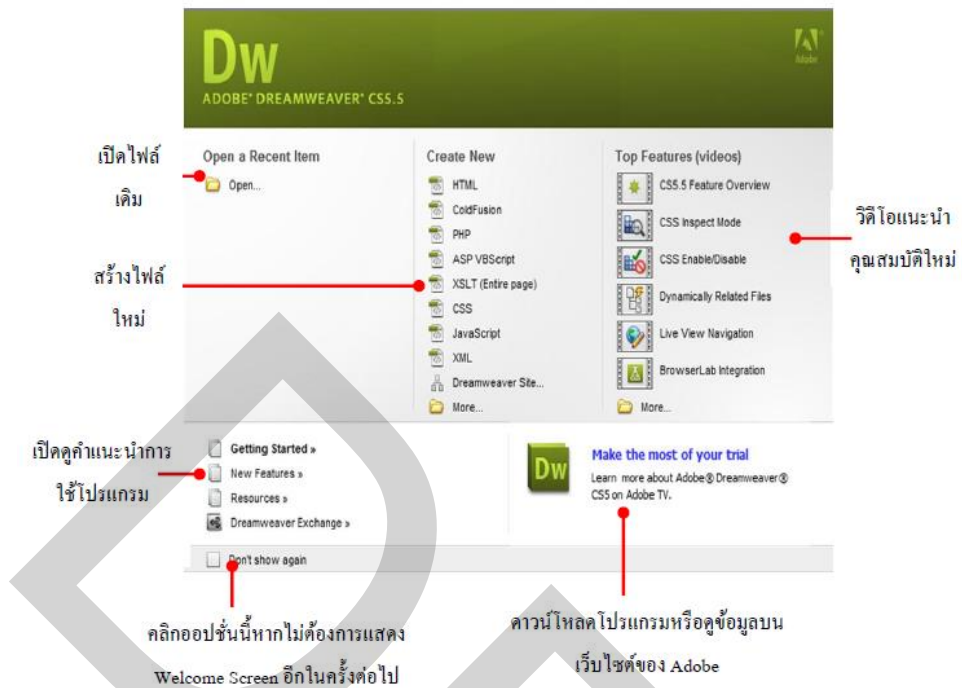 Dw
ADOBE® DREAMWEAVER® CS5.5
Adobe
เปิดไฟล์
เดิม
สร้างไฟล์
ใหม่
Open a Recent Item
Open...
Create New
HTML
ColdFusion
PHP
ASP VBScript
XSLT (Entire page)
CSS
JavaScript
XML
Dreamweaver Site...
More...
Top Features (videos)
CS5.5 Feature Overview
CSS Inspect Mode
CSS Enable/Disable
Dynamically Related Files
Live View Navigation
BrowserLab Integration
More...
วิดีโอแนะนำ
คุณสมบัติใหม่
เปิดดูคำแนะนำการ
ใช้โปรแกรม
Getting Started »
New Features »
Resources »
Dreamweaver Exchange »
Don't show again
Dw
Make the most of your trial
Learn more about Adobe® Dreamweaver®
CS5 on Adobe TV.
คลิกออปชั่นนี้หากไม่ต้องการแสดง
Welcome Screen อีกในครั้งต่อไป
ดาวน์โหลดโปรแกรมหรือดูข้อมูลบน
เว็บไซต์ของ Adobe